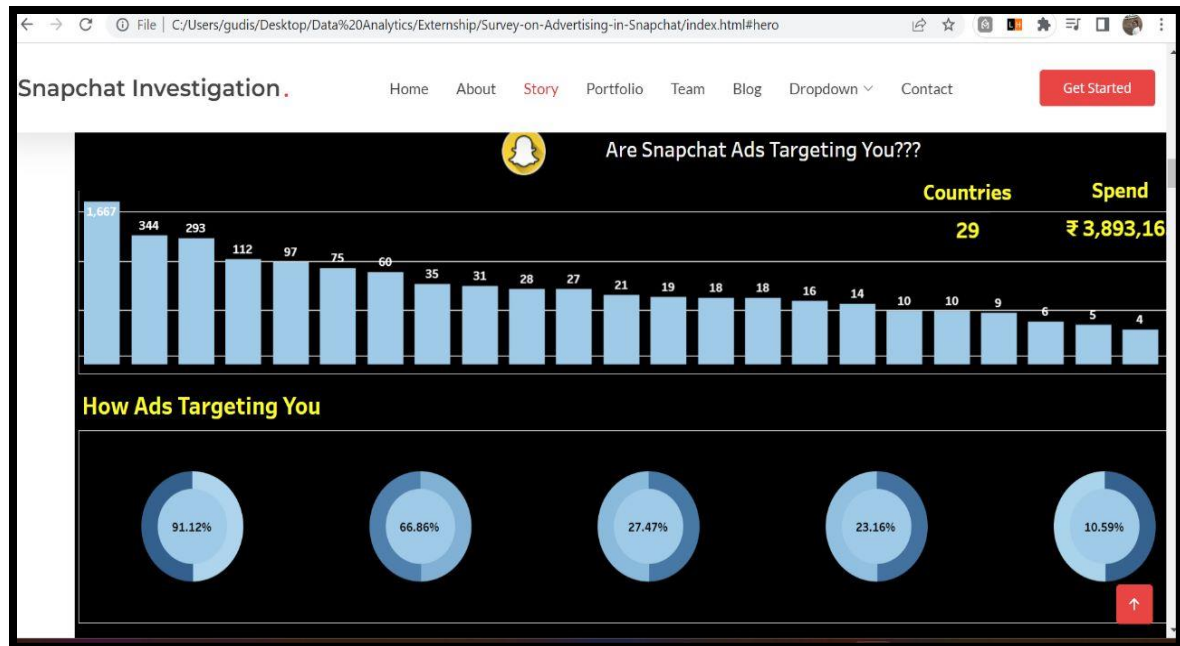 File | C:/Users/gudis/Desktop/Data%20Analytics/Externship/Survey-on-Advertising-in-Snapchat/index.html#hero
Snapchat Investigation. Home About Story Portfolio Team Blog Dropdown Contact Get Started
Are Snapchat Ads Targeting You???
Countries Spend
29 ₹ 3,893,16
1,667 344 293 112 97 75 60 35 31 28 27 21 19 18 18 16 14 10 10 9 6 5 4
How Ads Targeting You
91.12% 66.86% 27.47% 23.16% 10.59%